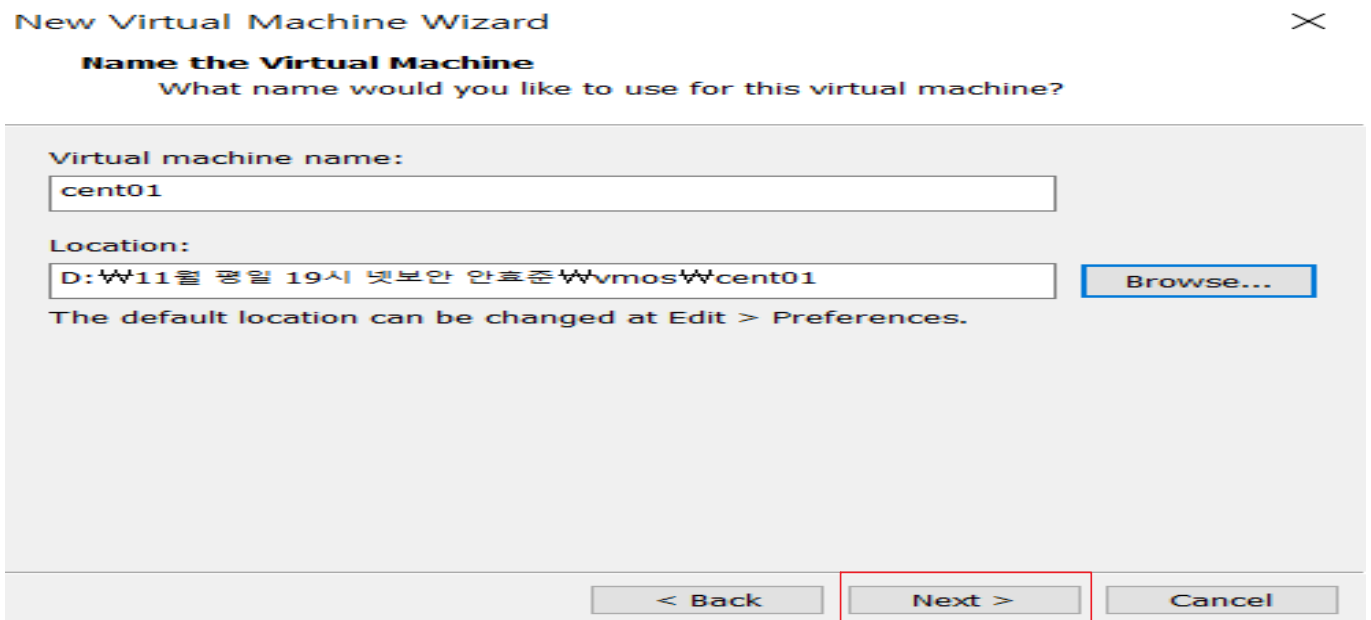 New Virtual Machine Wizard
Name the Virtual Machine
What name would you like to use for this virtual machine?
Virtual machine name:
cent01
Location:
D:₩11월 평일 19시 넷보안 안효준₩vmos₩cent01
Browse...
The default location can be changed at Edit > Preferences.
< Back
Next >
Cancel